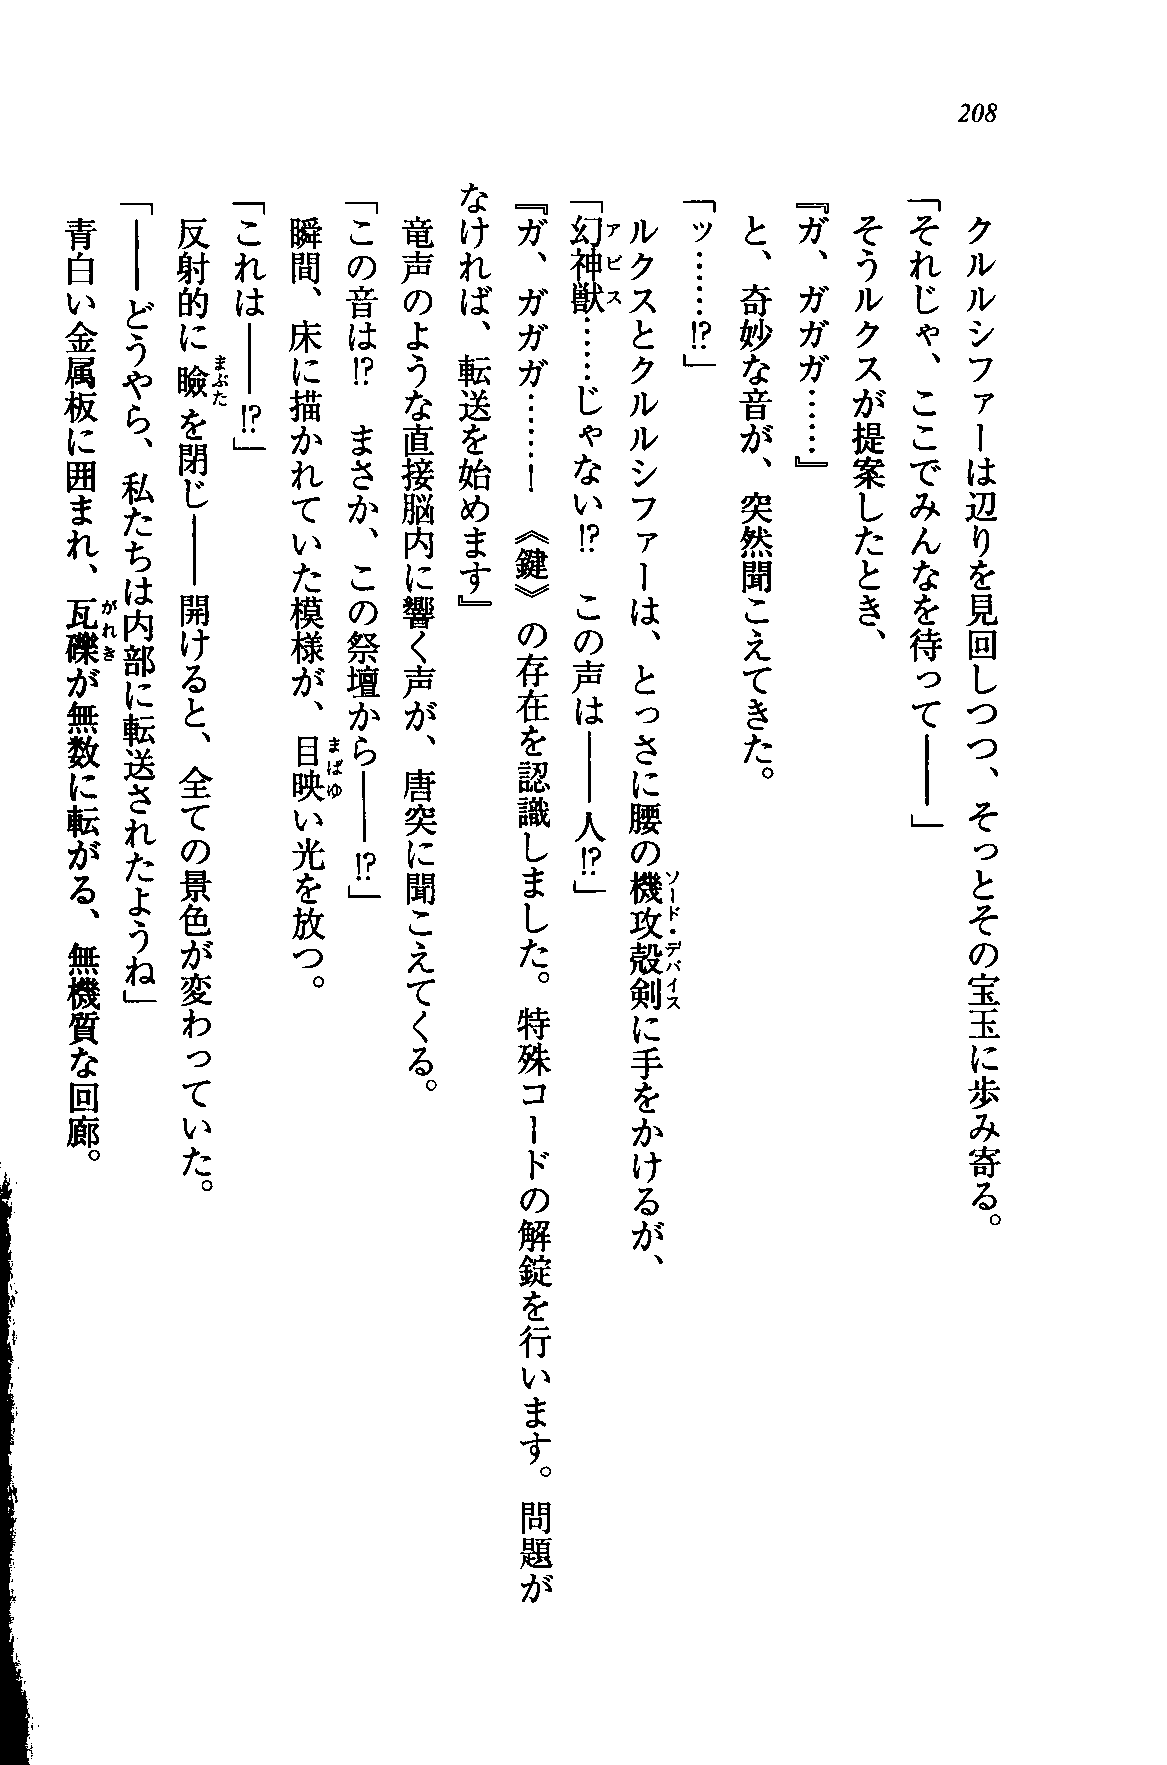 208
クルルシファーは辺りを見回しつつ、そっとその宝玉に歩み寄る。
「それじゃ、ここでみんなを待って――」
そうルクスが提案したとき、
『ガ、ガガガ……』
と、奇妙な音が、突然聞こえてきた。
「ッ……!?」
ルクスとクルルシファーは、とっさに腰の機攻殻剣に手をかけるが、
ソード・デバイス
「幻神獣……じゃない!?　この声は――人!?」
アビス
『ガ、ガガガ……！　《鍵》の存在を認識しました。特殊コードの解錠を行います。問題が
なければ、転送を始めます』
竜声のような直接脳内に響く声が、唐突に聞こえてくる。
「この音は!?　まさか、この祭壇から――!?」
瞬間、床に描かれていた模様が、目映い光を放つ。
まばゆ
「これは――!?」
反射的に瞼を閉じ――開けると、全ての景色が変わっていた。
まぶた
「――どうやら、私たちは内部に転送されたようね」
青白い金属板に囲まれ、瓦礫が無数に転がる、無機質な回廊。
がれき